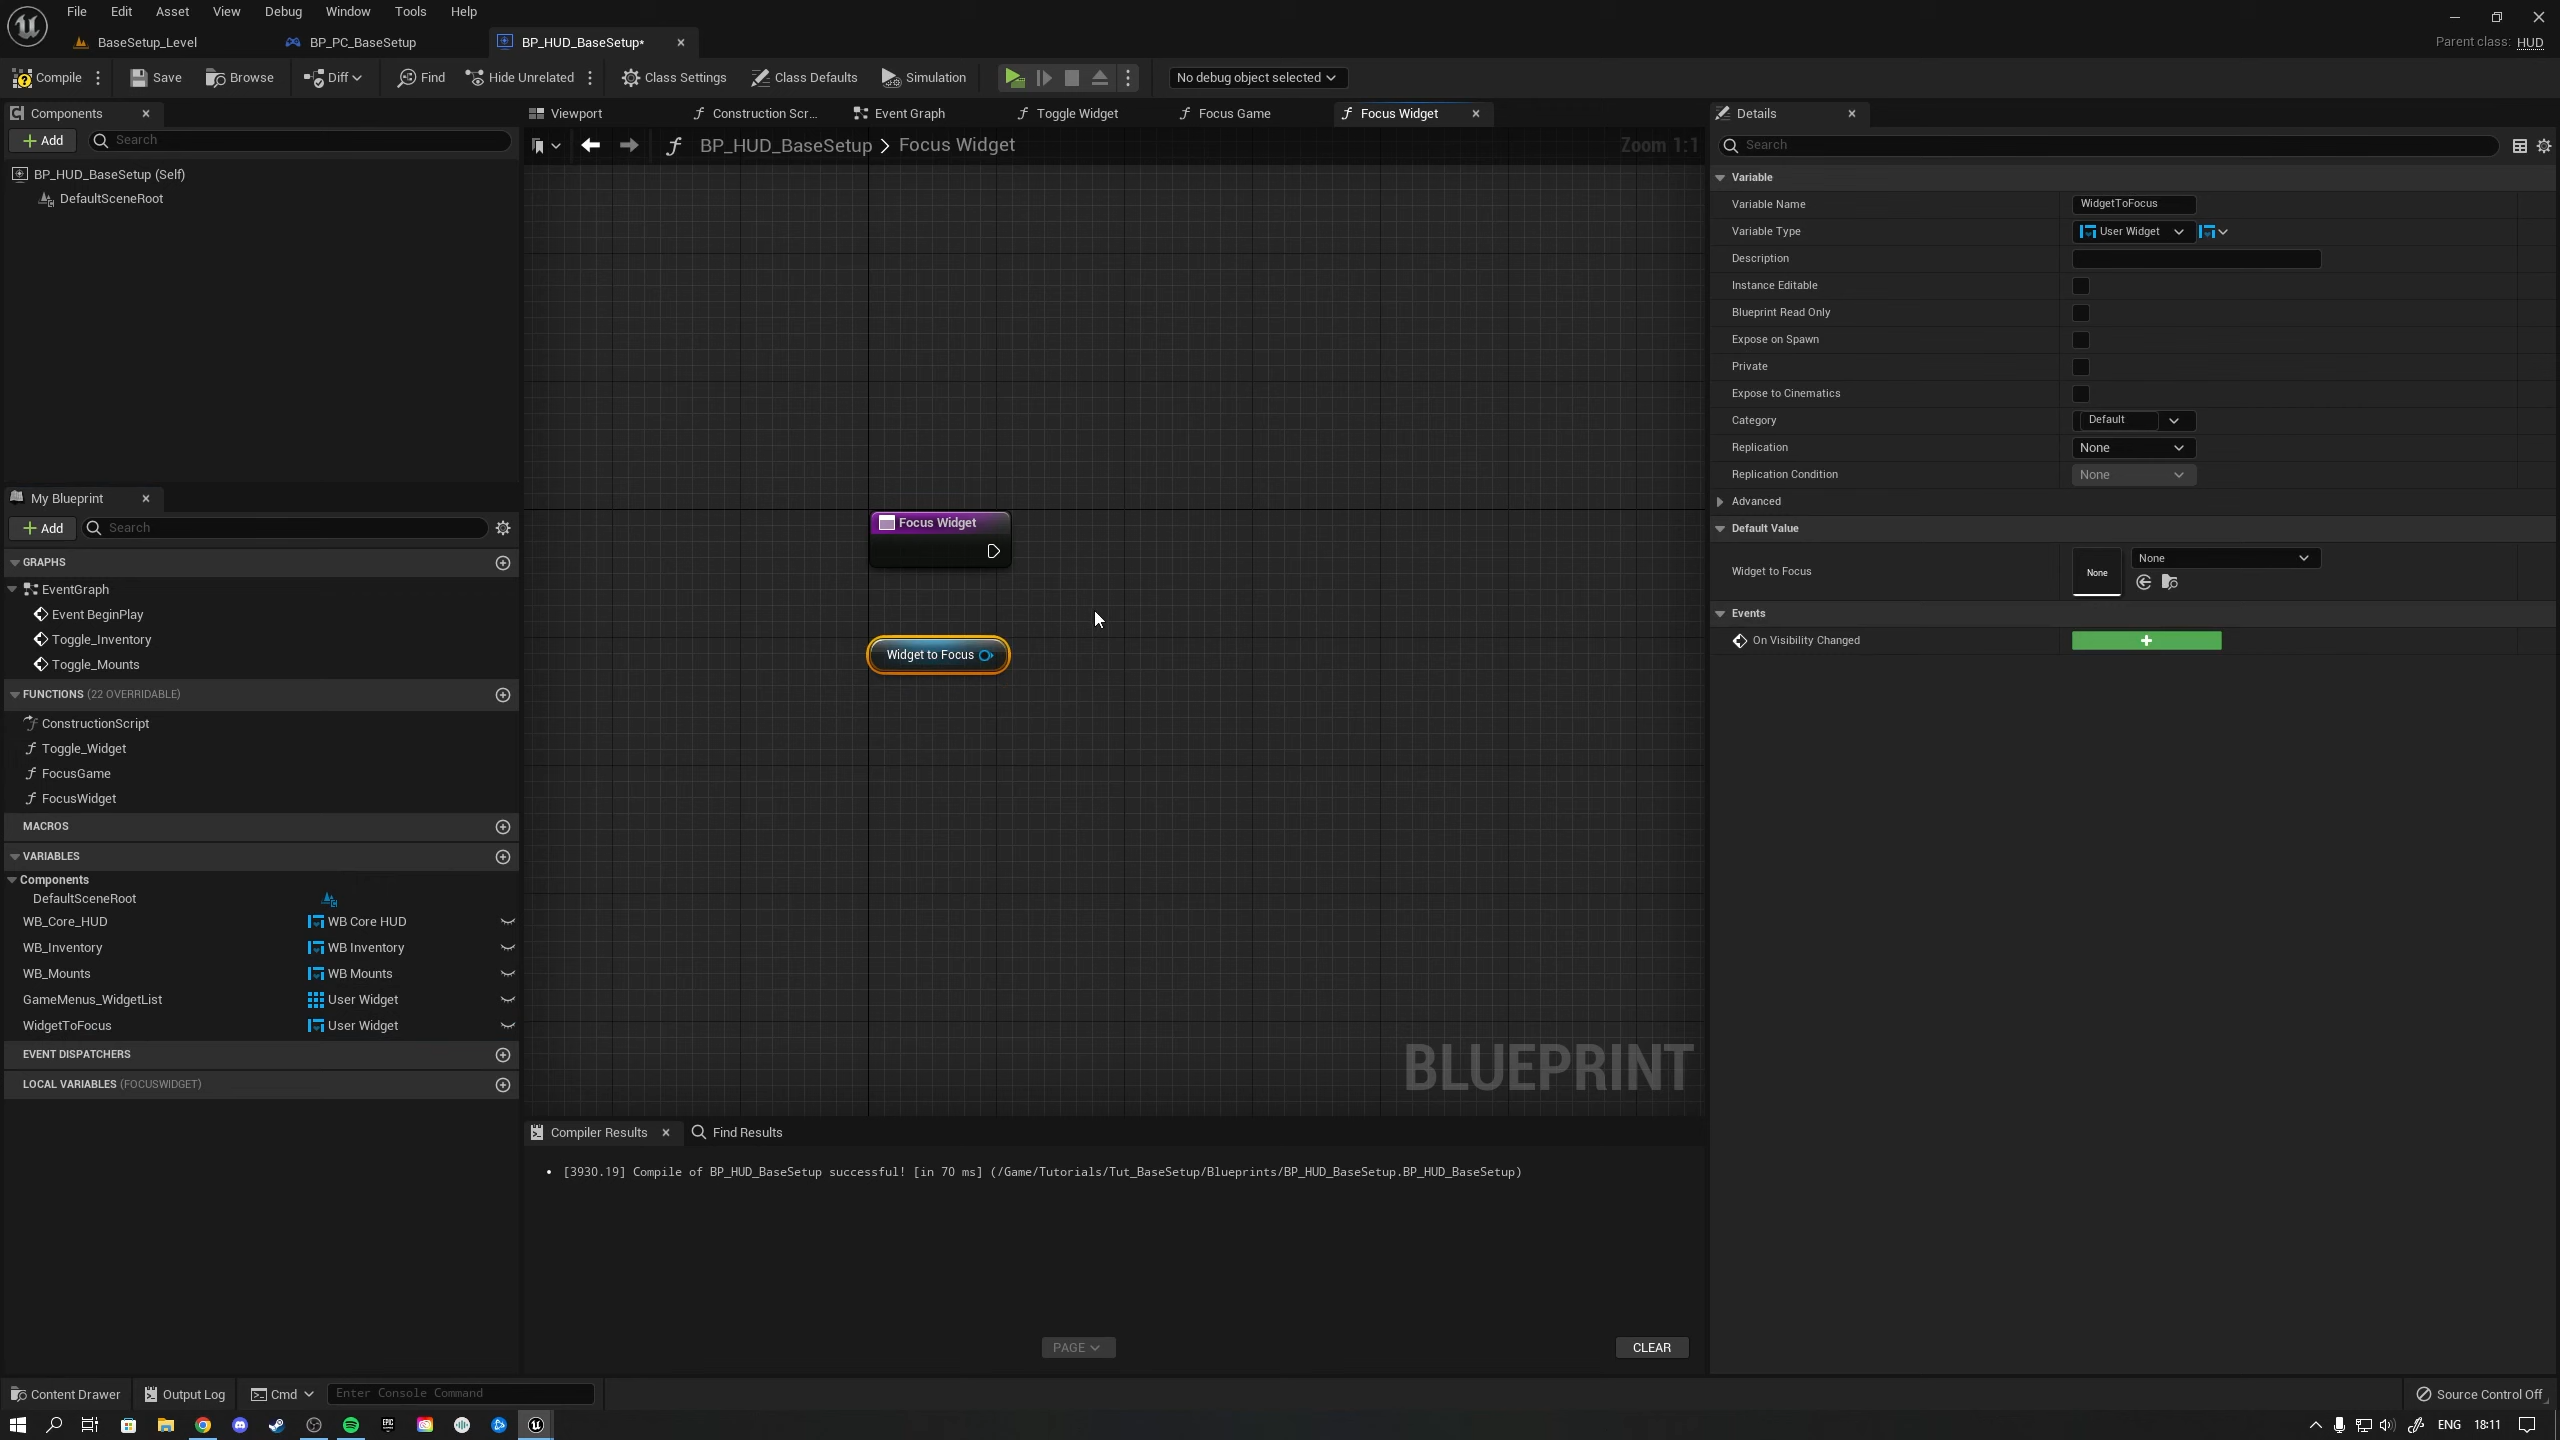 File Edit Asset View Debug Window Tools Help
BaseSetup_Level BP_PC_BaseSetup BP_HUD_BaseSetup*
Parent class: HUD
Compile Save Browse Diff Find Hide Unrelated Class Settings Class Defaults Simulation No debug object selected
Components
Add Search
BP_HUD_BaseSetup (Self)
DefaultSceneRoot
My Blueprint
Add Search
GRAPHS
EventGraph
Event BeginPlay
Toggle_Inventory
Toggle_Mounts
FUNCTIONS (22 OVERRIDABLE)
ConstructionScript
Toggle_Widget
FocusGame
FocusWidget
MACROS
VARIABLES
Components
DefaultSceneRoot
WB_Core_HUD WB Core HUD
WB_Inventory WB Inventory
WB_Mounts WB Mounts
GameMenus_WidgetList User Widget
WidgetToFocus User Widget
EVENT DISPATCHERS
LOCAL VARIABLES (FOCUSWIDGET)
Viewport Construction Scr... Event Graph Toggle Widget Focus Game Focus Widget
BP_HUD_BaseSetup > Focus Widget Zoom 1:1
Focus Widget
Widget to Focus
BLUEPRINT
Compiler Results Find Results
• [3930.19] Compile of BP_HUD_BaseSetup successful! [in 70 ms] (/Game/Tutorials/Tut_BaseSetup/Blueprints/BP_HUD_BaseSetup.BP_HUD_BaseSetup)
PAGE CLEAR
Details
Search
Variable
Variable Name WidgetToFocus
Variable Type User Widget
Description
Instance Editable
Blueprint Read Only
Expose on Spawn
Private
Expose to Cinematics
Category Default
Replication None
Replication Condition None
Advanced
Default Value
Widget to Focus None None
Events
On Visibility Changed +
Content Drawer Output Log Cmd Enter Console Command Source Control Off
EPIC ENG 18:11